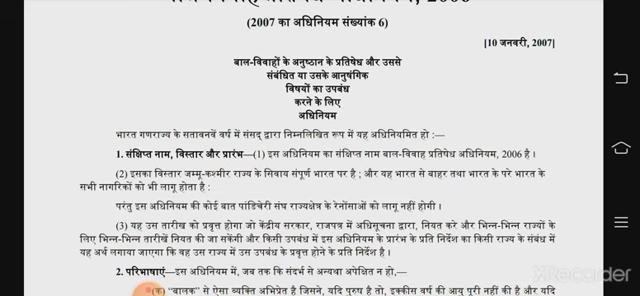 (2007 का अधिनियम संख्यांक 6)
[10 जनवरी, 2007]
बाल-विवाहों के अनुष्ठान के प्रतिषेध और उससे
संबंधित या उसके आनुषंगिक
विषयों का उपबंध
करने के लिए
अधिनियम
भारत गणराज्य के सतावनवें वर्ष में संसद् द्वारा निम्नलिखित रूप में यह अधिनियमित हो :—
1. संक्षिप्त नाम, विस्तार और प्रारंभ—(1) इस अधिनियम का संक्षिप्त नाम बाल-विवाह प्रतिषेध अधिनियम, 2006 है ।
(2) इसका विस्तार जम्मू-कश्मीर राज्य के सिवाय संपूर्ण भारत पर है ; और यह भारत से बाहर तथा भारत के परे भारत के
सभी नागरिकों को भी लागू होता है :
परंतु इस अधिनियम की कोई बात पांडिचेरी संघ राज्यक्षेत्र के रेनोंसाओं को लागू नहीं होगी ।
(3) यह उस तारीख को प्रवृत्त होगा जो केंद्रीय सरकार, राजपत्र में अधिसूचना द्वारा, नियत करे और भिन्न-भिन्न राज्यों के
लिए भिन्न-भिन्न तारीखें नियत की जा सकेंगी और किसी उपबंध में इस अधिनियम के प्रारंभ के प्रति निर्देश का किसी राज्य के संबंध में
यह अर्थ लगाया जाएगा कि वह उस राज्य में उस उपबंध के प्रवृत्त होने के प्रति निर्देश है ।
2. परिभाषाएं—इस अधिनियम में, जब तक कि संदर्भ से अन्यथा अपेक्षित न हो,—
(क) "बालक" से ऐसा व्यक्ति अभिप्रेत है जिसने, यदि पुरुष है तो, इक्कीस वर्ष की आयु पूरी नहीं की है और यदि
XRecorder